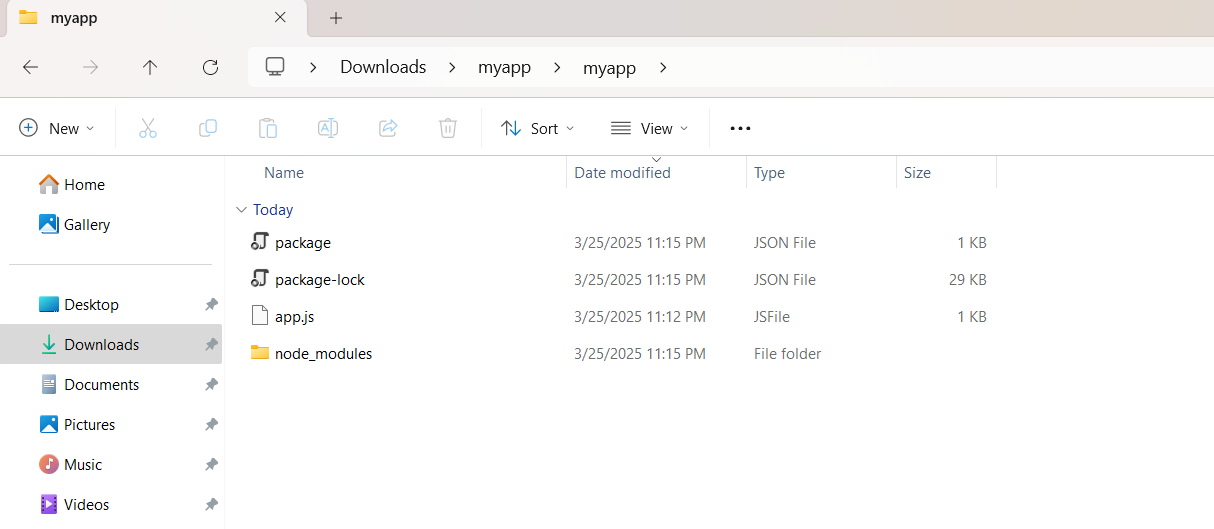 myapp
Downloads myapp myapp
New Sort View
Name Date modified Type Size
Home
Gallery
Desktop
Downloads
Documents
Pictures
Music
Videos
Today
package 3/25/2025 11:15 PM JSON File 1 KB
package-lock 3/25/2025 11:15 PM JSON File 29 KB
app.js 3/25/2025 11:12 PM JSFile 1 KB
node_modules 3/25/2025 11:15 PM File folder